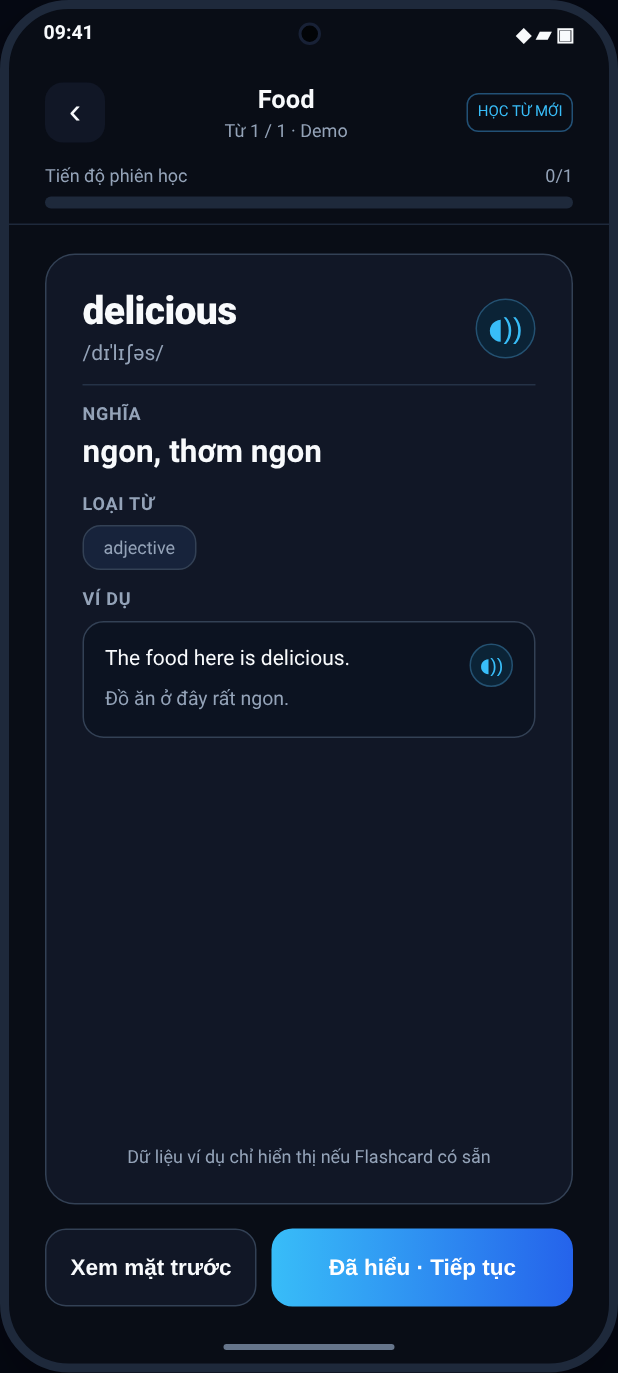 09:41
‹
Food
Từ 1 / 1 · Demo
HỌC TỪ MỚI
Tiến độ phiên học
0/1
delicious
/dɪˈlɪʃəs/
NGHĨA
ngon, thơm ngon
LOẠI TỪ
adjective
VÍ DỤ
The food here is delicious.
Đồ ăn ở đây rất ngon.
Dữ liệu ví dụ chỉ hiển thị nếu Flashcard có sẵn
Xem mặt trước
Đã hiểu · Tiếp tục